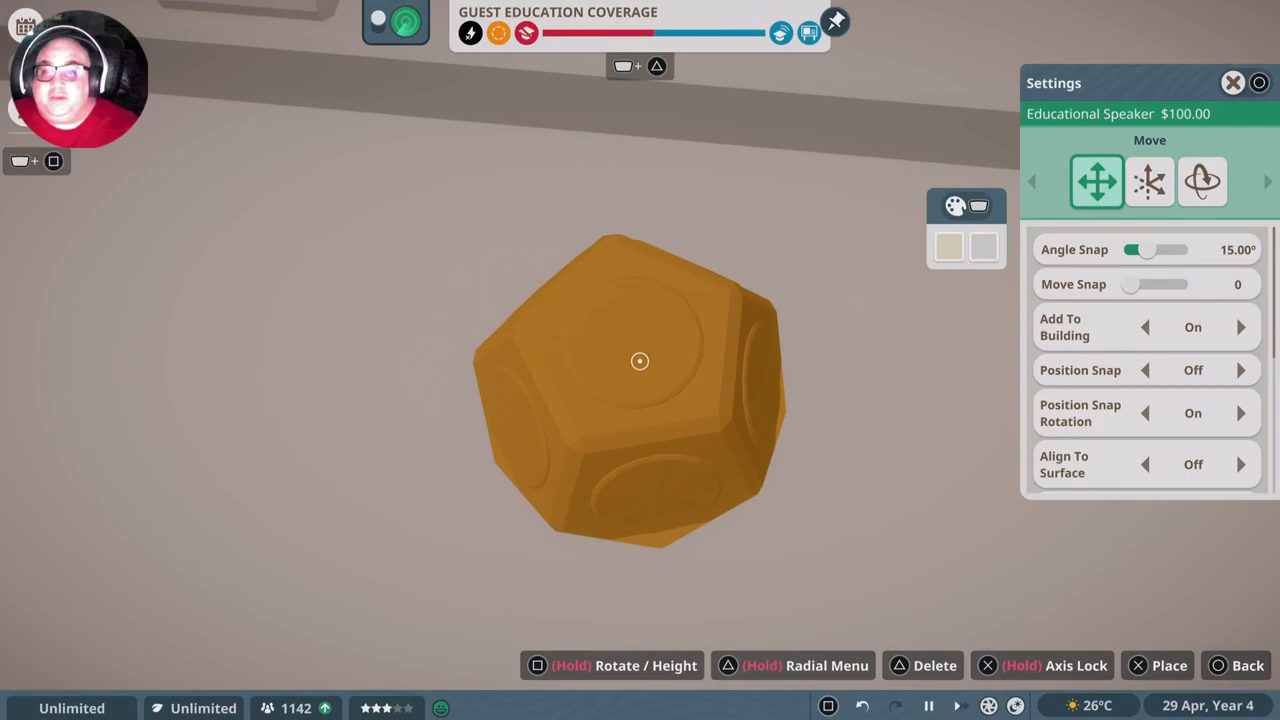 GUEST EDUCATION COVERAGE
+
+
Settings
Educational Speaker $100.00
Move
Angle Snap 15.00°
Move Snap 0
Add To
Building On
Position Snap Off
Position Snap
Rotation On
Align To
Surface Off
(Hold) Rotate / Height
(Hold) Radial Menu
Delete
(Hold) Axis Lock
Place
Back
Unlimited
Unlimited
1142
26°C
29 Apr, Year 4